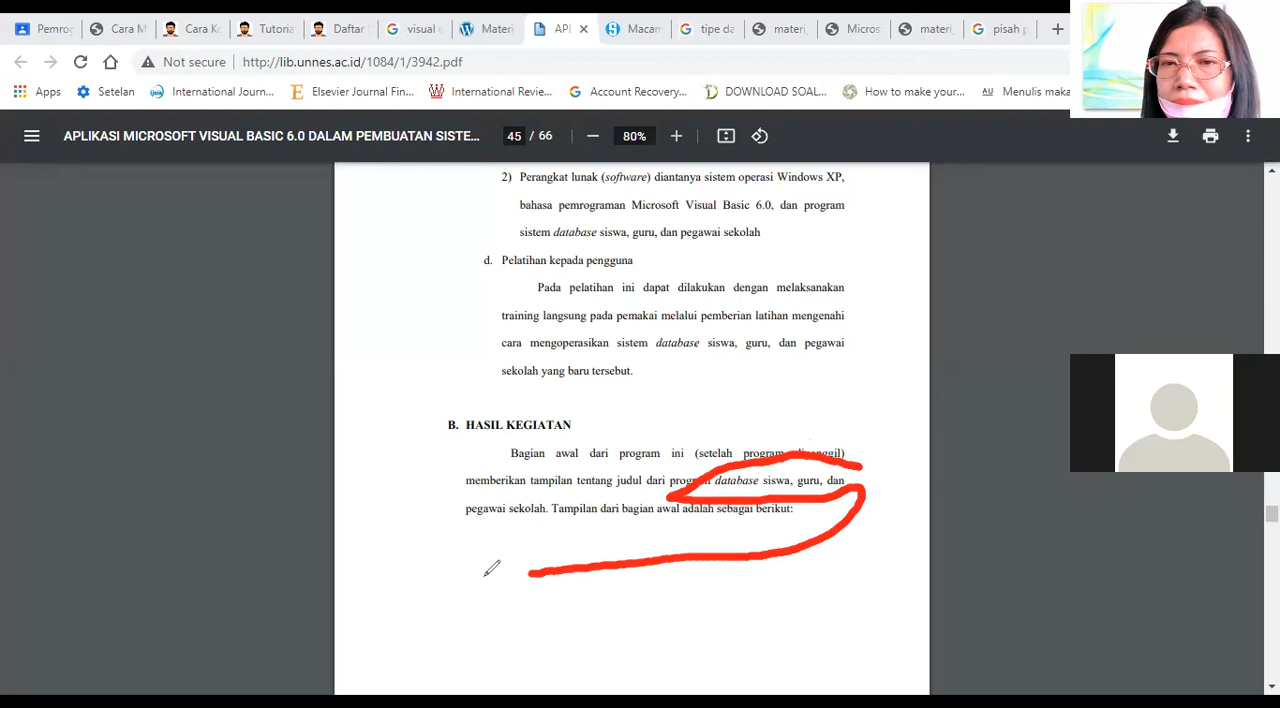 Pemrog
Cara M
Cara K
Tutoria
Daftar
visual
Materi
API
Macam
tipe da
materi
Micros
materi
pisah p
Not secure
http://lib.unnes.ac.id/1084/1/3942.pdf
Apps
Setelan
International Journ...
Elsevier Journal Fin...
International Revie...
Account Recovery...
DOWNLOAD SOAL...
How to make your...
AU Menulis maka
APLIKASI MICROSOFT VISUAL BASIC 6.0 DALAM PEMBUATAN SISTE...
45 / 66
80%
2) Perangkat lunak (software) diantanya sistem operasi Windows XP,
bahasa pemrograman Microsoft Visual Basic 6.0, dan program
sistem database siswa, guru, dan pegawai sekolah
d. Pelatihan kepada pengguna
Pada pelatihan ini dapat dilakukan dengan melaksanakan
training langsung pada pemakai melalui pemberian latihan mengenahi
cara mengoperasikan sistem database siswa, guru, dan pegawai
sekolah yang baru tersebut.
B. HASIL KEGIATAN
Bagian awal dari program ini (setelah program dipanggil)
memberikan tampilan tentang judul dari program database siswa, guru, dan
pegawai sekolah. Tampilan dari bagian awal adalah sebagai berikut: